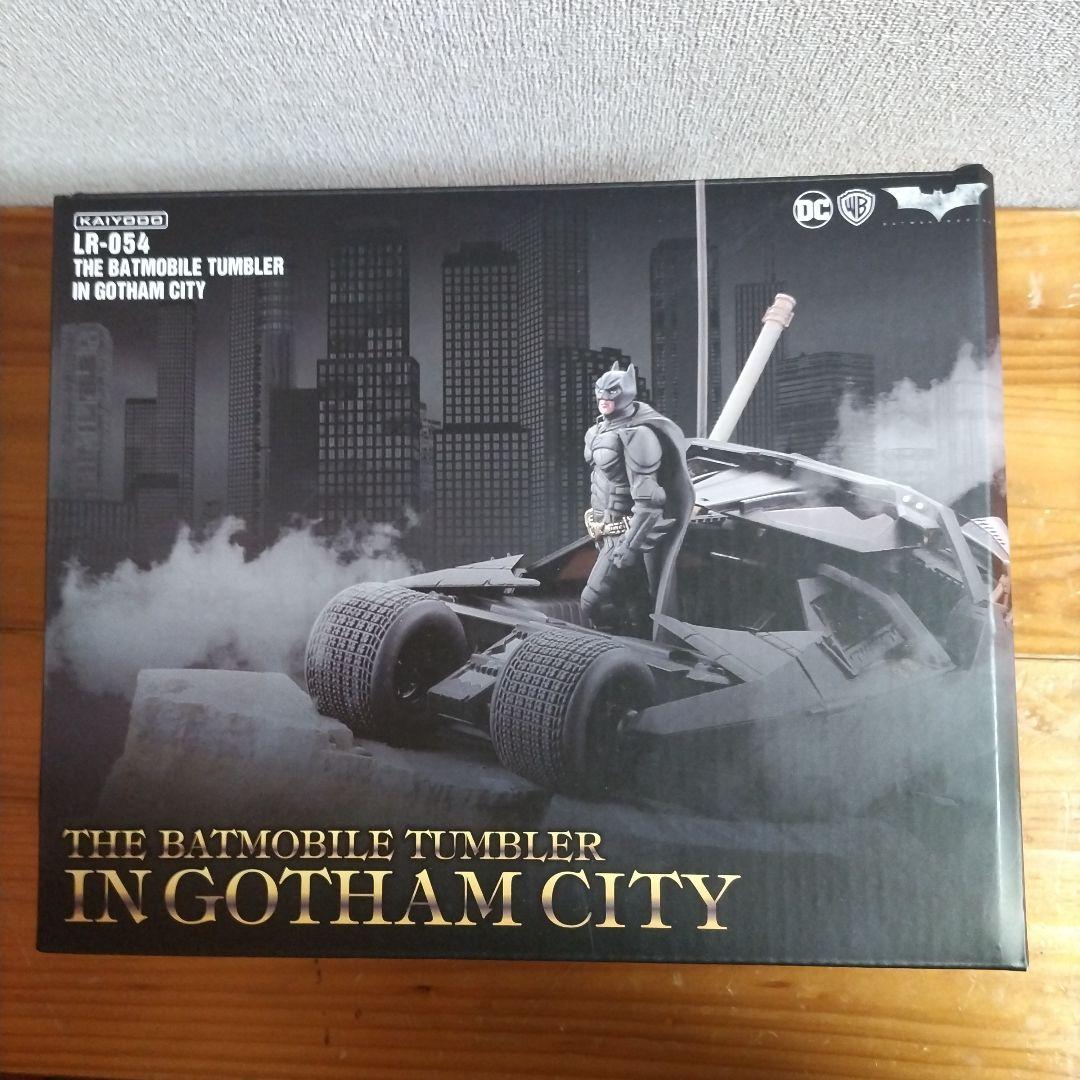 KAIYODO
LR-054
THE BATMOBILE TUMBLER
IN GOTHAM CITY
DC
WB
THE BATMOBILE TUMBLER
IN GOTHAM CITY